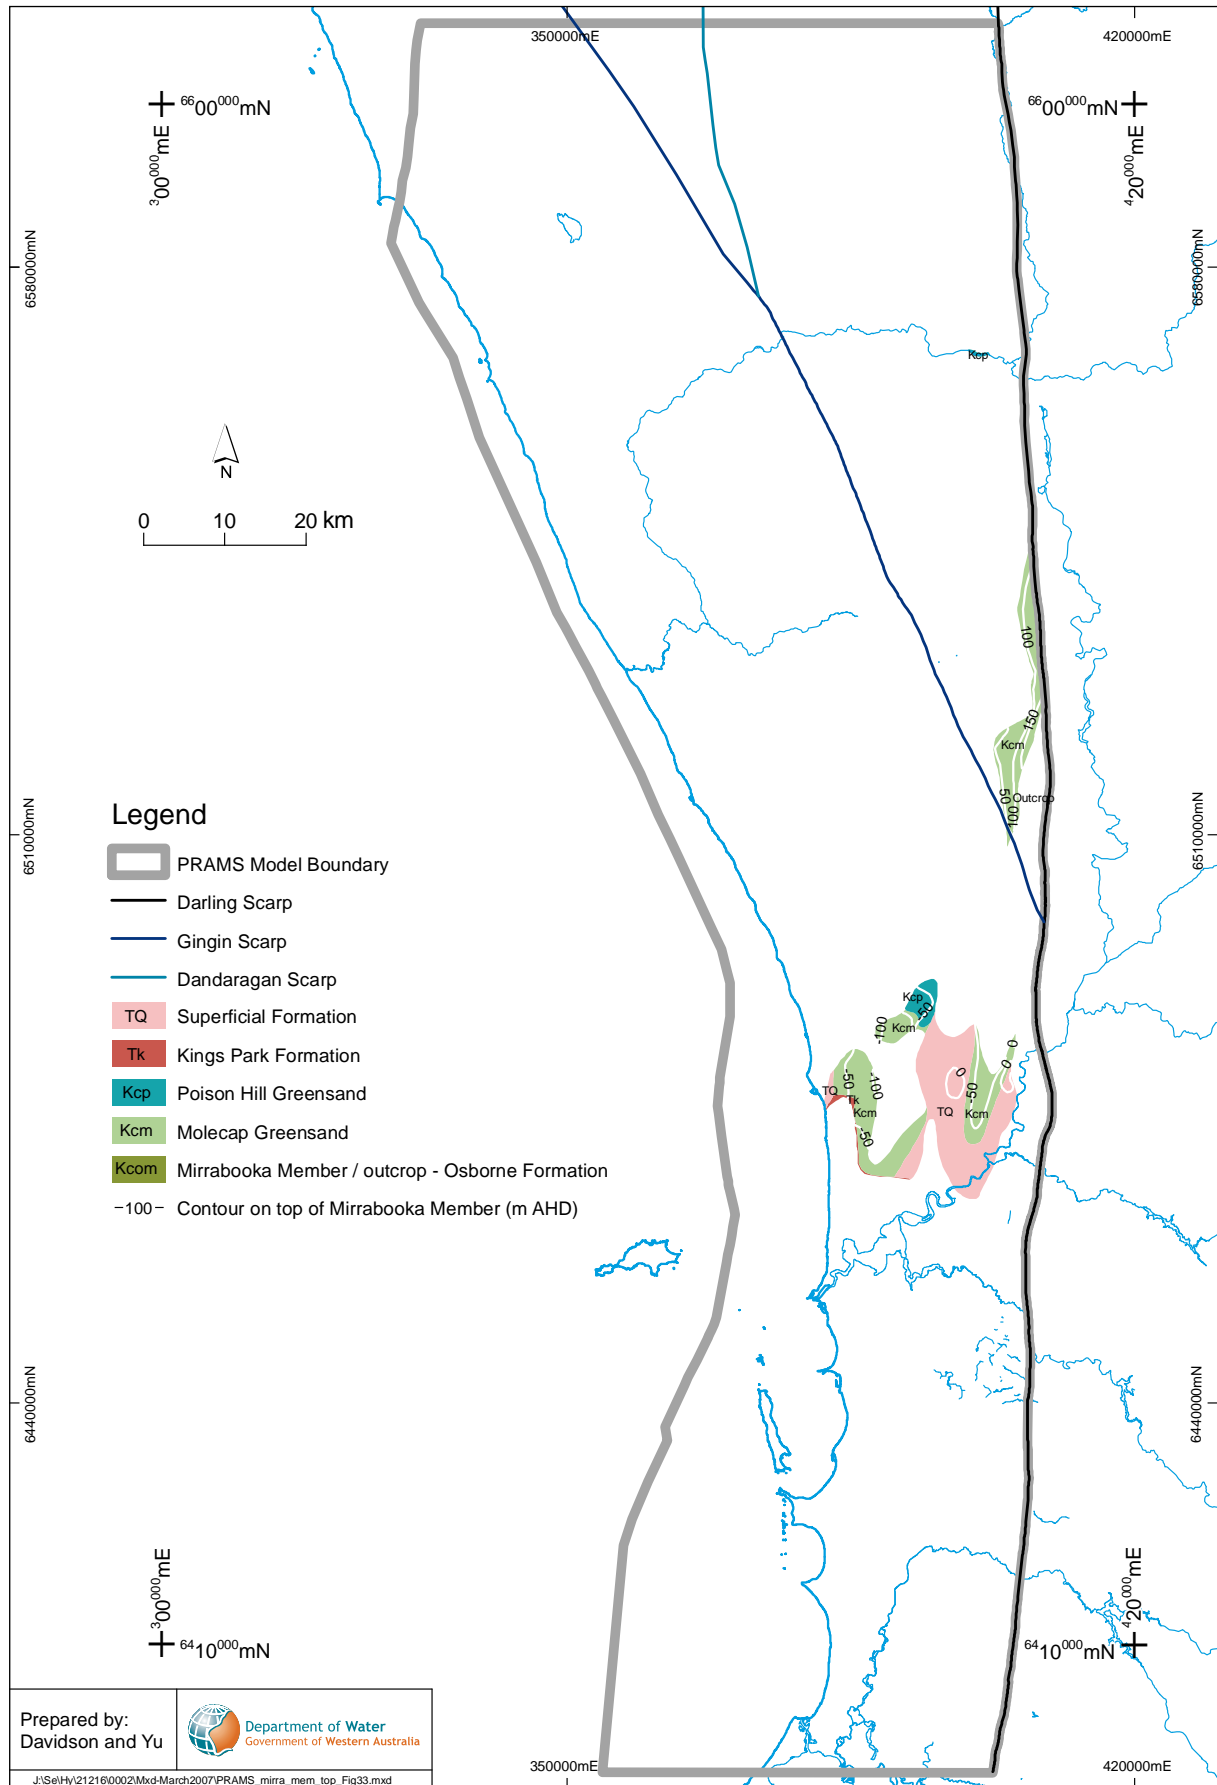 350000mE
420000mE
6600000mN
6600000mN
300000mE
420000mE
6580000mN
6580000mN
Kcp
N
0 10 20 km
100
150
Kcm
50
Outcrop
100
6510000mN
6510000mN
Legend
PRAMS Model Boundary
Darling Scarp
Gingin Scarp
Dandaragan Scarp
TQ Superficial Formation
Tk Kings Park Formation
Kcp Poison Hill Greensand
Kcm Molecap Greensand
Kcom Mirrabooka Member / outcrop - Osborne Formation
-100- Contour on top of Mirrabooka Member (m AHD)
Kcp
-50
-100
Kcm
0
0
0
-50
-100
TQ
Tk
Kcm
-50
TQ
-50
Kcm
6440000mN
6440000mN
300000mE
420000mE
6410000mN
6410000mN
Prepared by:
Davidson and Yu
Department of Water
Government of Western Australia
350000mE
420000mE
J:\Se\Hy\21216\0002\Mxd-March2007\PRAMS_mirra_mem_top_Fig33.mxd